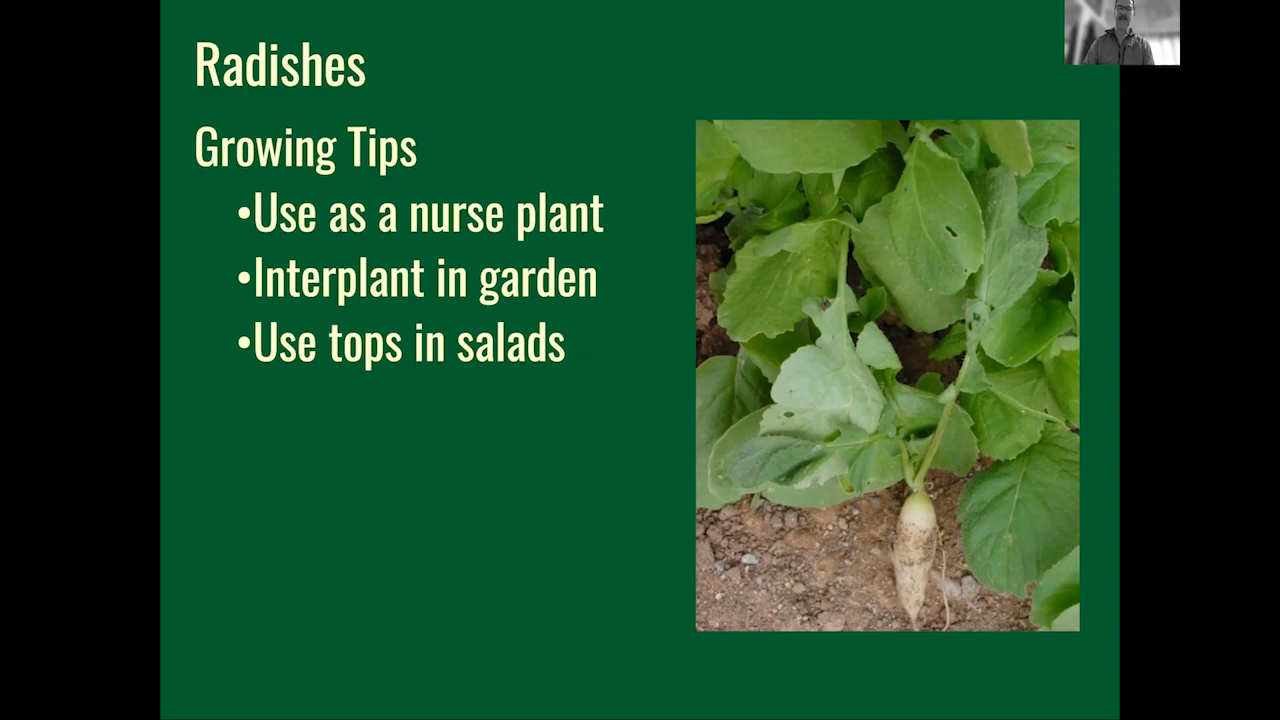 Radishes
Growing Tips
•Use as a nurse plant
•Interplant in garden
•Use tops in salads